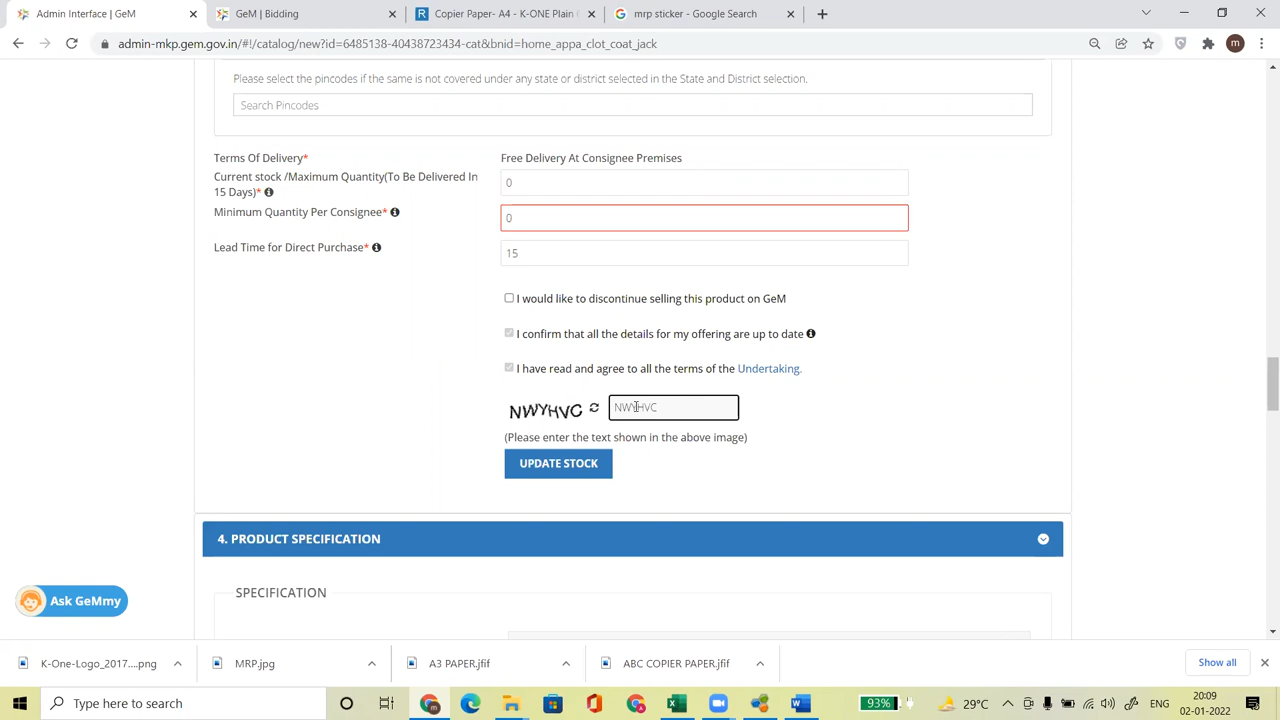 Admin Interface | GeM
GeM | Bidding
Copier Paper- A4 - K-ONE Plain C
mrp sticker - Google Search
admin-mkp.gem.gov.in/#!/catalog/new?id=6485138-40438723434-cat&bnid=home_appa_clot_coat_jack
m
Please select the pincodes if the same is not covered under any state or district selected in the State and District selection.
Search Pincodes
Terms Of Delivery*
Free Delivery At Consignee Premises
Current stock /Maximum Quantity(To Be Delivered In
15 Days)*
0
Minimum Quantity Per Consignee*
0
Lead Time for Direct Purchase*
15
I would like to discontinue selling this product on GeM
I confirm that all the details for my offering are up to date
I have read and agree to all the terms of the Undertaking.
NWYHVC
NWYHVC
(Please enter the text shown in the above image)
UPDATE STOCK
4. PRODUCT SPECIFICATION
SPECIFICATION
Ask GeMmy
K-One-Logo_2017....png
MRP.jpg
A3 PAPER.jfif
ABC COPIER PAPER.jfif
Show all
Type here to search
93%
29°C
ENG
20:09
02-01-2022